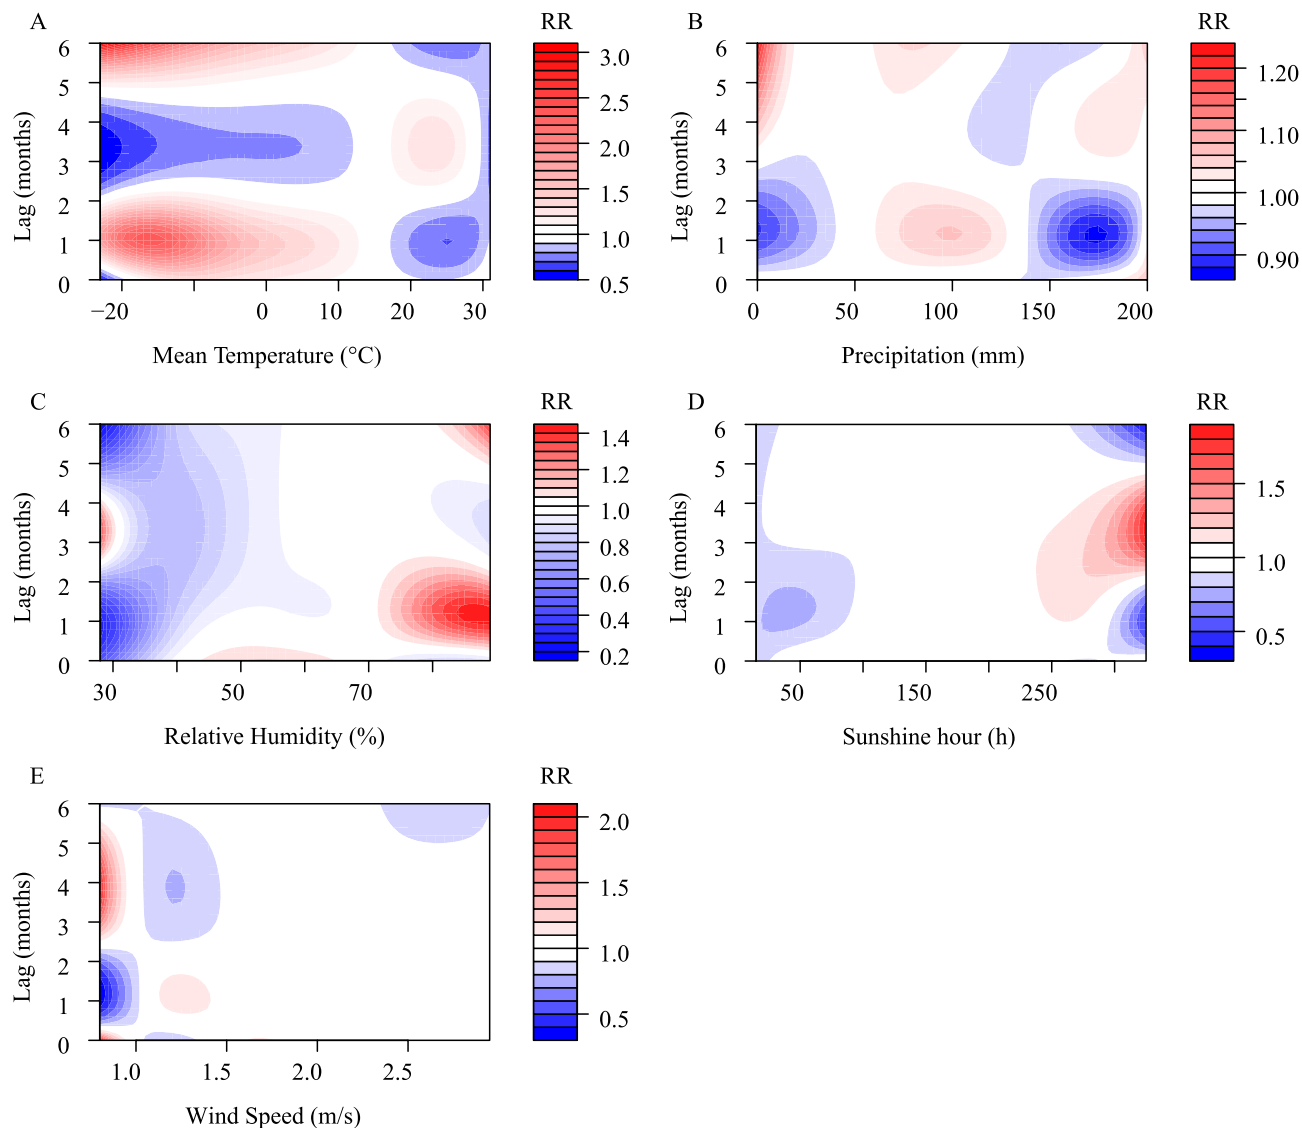 A RR B RR
6 3.0 6 1.20
5 2.5 5
4 2.0 4 1.10
Lag (months) Lag (months)
3 1.5 3
2 2 1.00
1 1.0 1
0 0.5 0 0.90
−20 0 10 20 30 0 50 100 150 200
Mean Temperature (°C) Precipitation (mm)
C RR D RR
6 1.4 6
5 1.2 5 1.5
4 1.0 4
Lag (months) Lag (months)
3 0.8 3 1.0
2 0.6 2
1 0.4 1 0.5
0 0.2 0
30 50 70 50 150 250
Relative Humidity (%) Sunshine hour (h)
E RR
6 2.0
5
4 1.5
Lag (months)
3 1.0
2
1 0.5
0
1.0 1.5 2.0 2.5
Wind Speed (m/s)